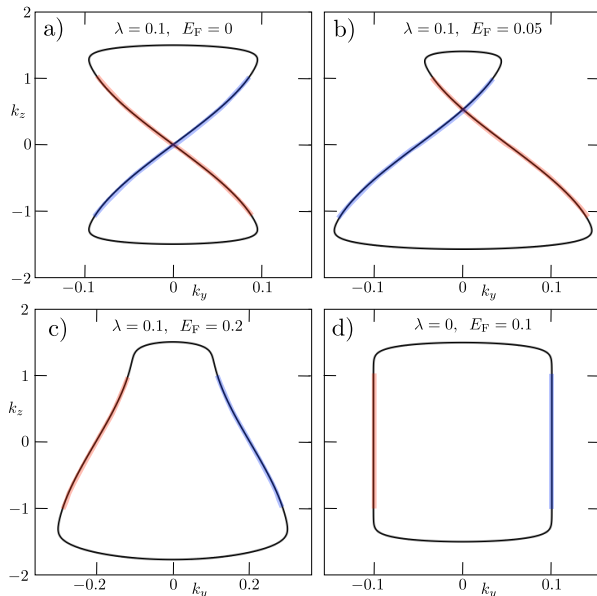 a) λ = 0.1, E_F = 0
b) λ = 0.1, E_F = 0.05
2
1
k_z
0
−1
−2
−0.1 0 k_y 0.1
−0.1 0 k_y 0.1
c) λ = 0.1, E_F = 0.2
d) λ = 0, E_F = 0.1
2
1
k_z
0
−1
−2
−0.2 0 k_y 0.2
−0.1 0 k_y 0.1